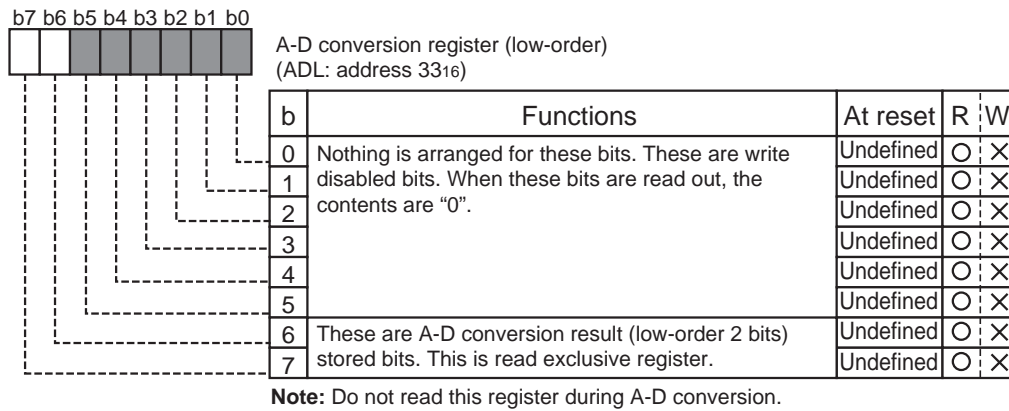 b7 b6 b5 b4 b3 b2 b1 b0
A-D conversion register (low-order)
(ADL: address 3316)
b Functions At reset R W
0 Nothing is arranged for these bits. These are write Undefined O ×
1 disabled bits. When these bits are read out, the Undefined O ×
2 contents are “0”. Undefined O ×
3 Undefined O ×
4 Undefined O ×
5 Undefined O ×
6 These are A-D conversion result (low-order 2 bits) Undefined O ×
7 stored bits. This is read exclusive register. Undefined O ×
Note: Do not read this register during A-D conversion.